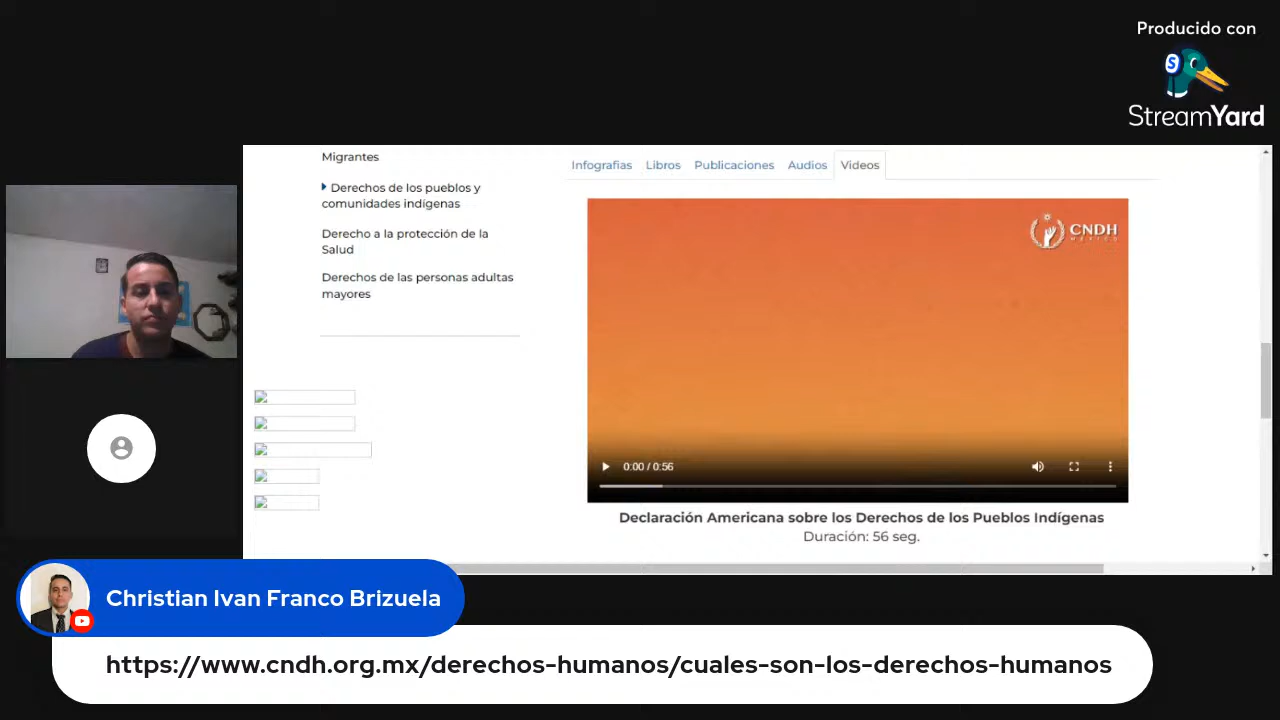 Producido con
StreamYard
Migrantes
Derechos de los pueblos y
comunidades indígenas
Derecho a la protección de la
Salud
Derechos de las personas adultas
mayores
Infografias Libros Publicaciones Audios Videos
CNDH
MÉXICO
0:00 / 0:56
Declaración Americana sobre los Derechos de los Pueblos Indígenas
Duración: 56 seg.
Christian Ivan Franco Brizuela
https://www.cndh.org.mx/derechos-humanos/cuales-son-los-derechos-humanos